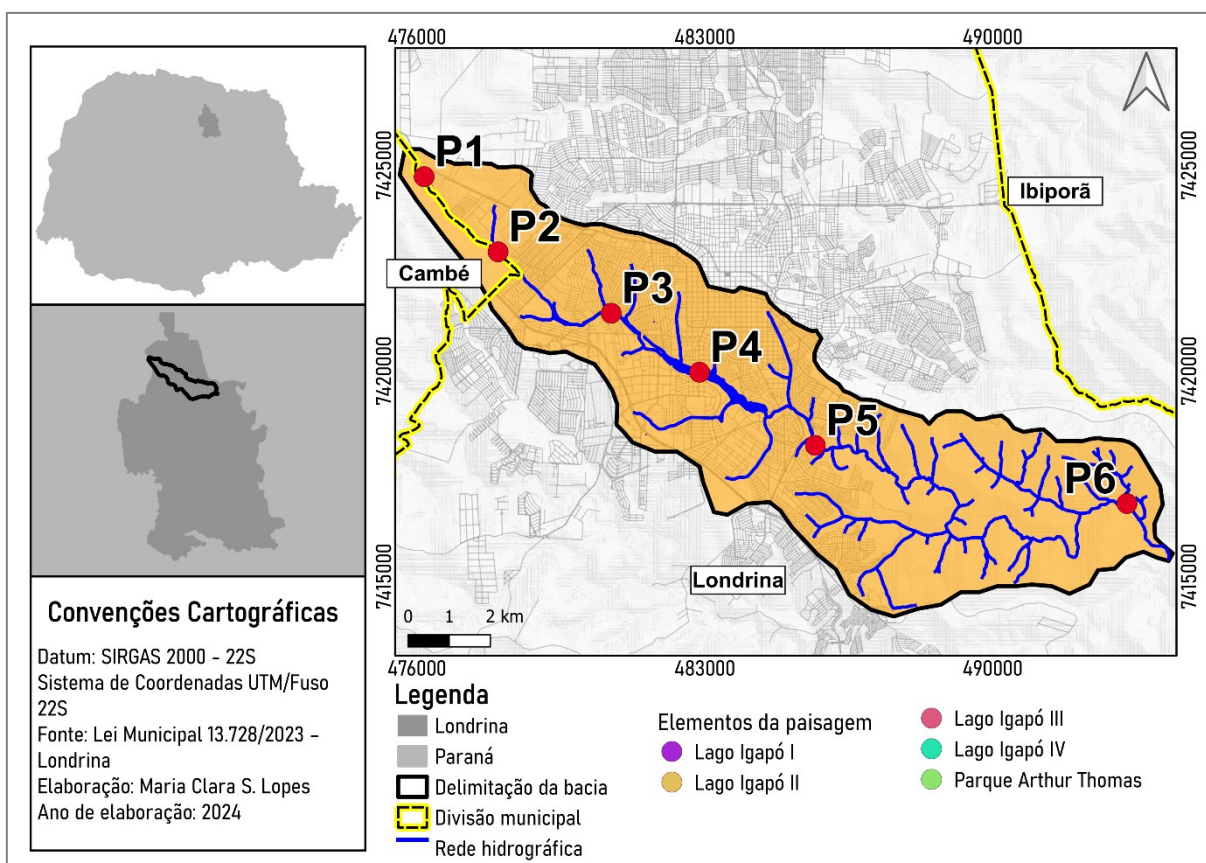 476000
483000
490000
7425000
7425000
P1
Ibiporã
P2
Cambé
P3
P4
7420000
7420000
P5
P6
Londrina
7415000
7415000
0 1 2 km
476000
483000
490000
Convenções Cartográficas
Datum: SIRGAS 2000 - 22S
Sistema de Coordenadas UTM/Fuso
22S
Fonte: Lei Municipal 13.728/2023 –
Londrina
Elaboração: Maria Clara S. Lopes
Ano de elaboração: 2024
Legenda
Londrina
Paraná
Delimitação da bacia
Divisão municipal
Rede hidrográfica
Elementos da paisagem
Lago Igapó I
Lago Igapó II
Lago Igapó III
Lago Igapó IV
Parque Arthur Thomas